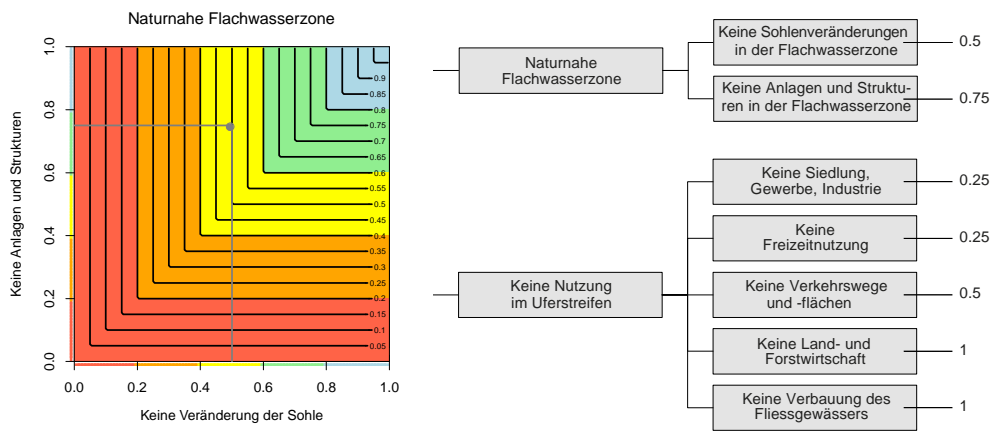 Naturnahe Flachwasserzone
Keine Anlagen und Strukturen
1.0
0.8
0.6
0.4
0.2
0.0
0.9
0.85
0.8
0.75
0.7
0.65
0.6
0.55
0.5
0.45
0.4
0.35
0.3
0.25
0.2
0.15
0.1
0.05
0.0 0.2 0.4 0.6 0.8 1.0
Keine Veränderung der Sohle
Naturnahe
Flachwasserzone
Keine Sohlenveränderungen
in der Flachwasserzone
0.5
Keine Anlagen und Struktu-
ren in der Flachwasserzone
0.75
Keine Nutzung
im Uferstreifen
Keine Siedlung,
Gewerbe, Industrie
0.25
Keine
Freizeitnutzung
0.25
Keine Verkehrswege
und -flächen
0.5
Keine Land- und
Forstwirtschaft
1
Keine Verbauung des
Fliessgewässers
1